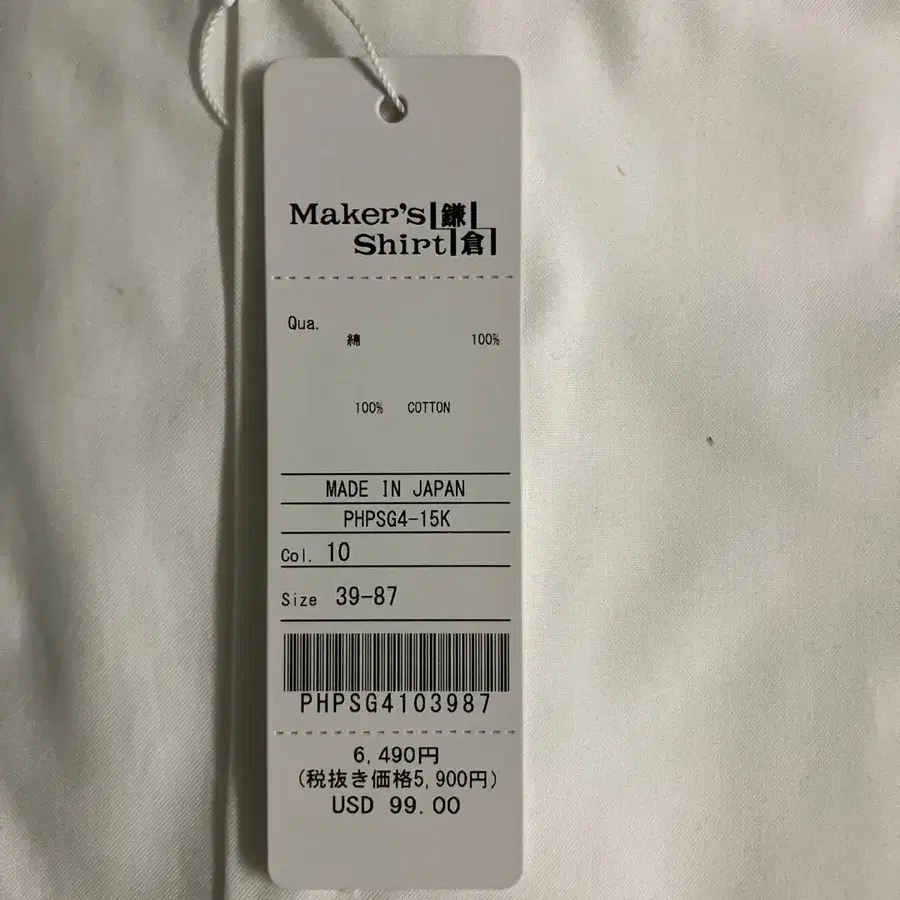 Maker's 鎌
Shirt 倉
Qua.
綿 100%
100% COTTON
MADE IN JAPAN
PHPSG4-15K
Col. 10
Size 39-87
PHPSG4103987
6,490円
(税抜き価格5,900円)
USD 99.00